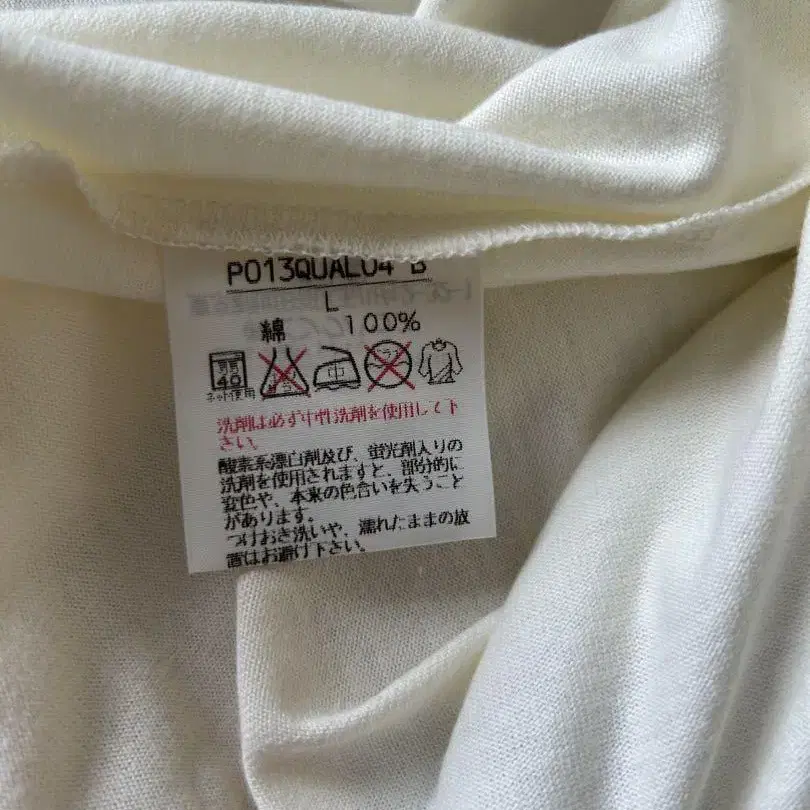 P013QUAL04 B
L
綿 100%
40
中
ネット使用
洗剤は必ず中性洗剤を使用して下
さい。
酸素系漂白剤及び、蛍光剤入りの
洗剤を使用されますと、部分的に
変色や、本来の色合いを失うこと
があります。
つけおき洗いや、濡れたままの放
置はお避け下さい。